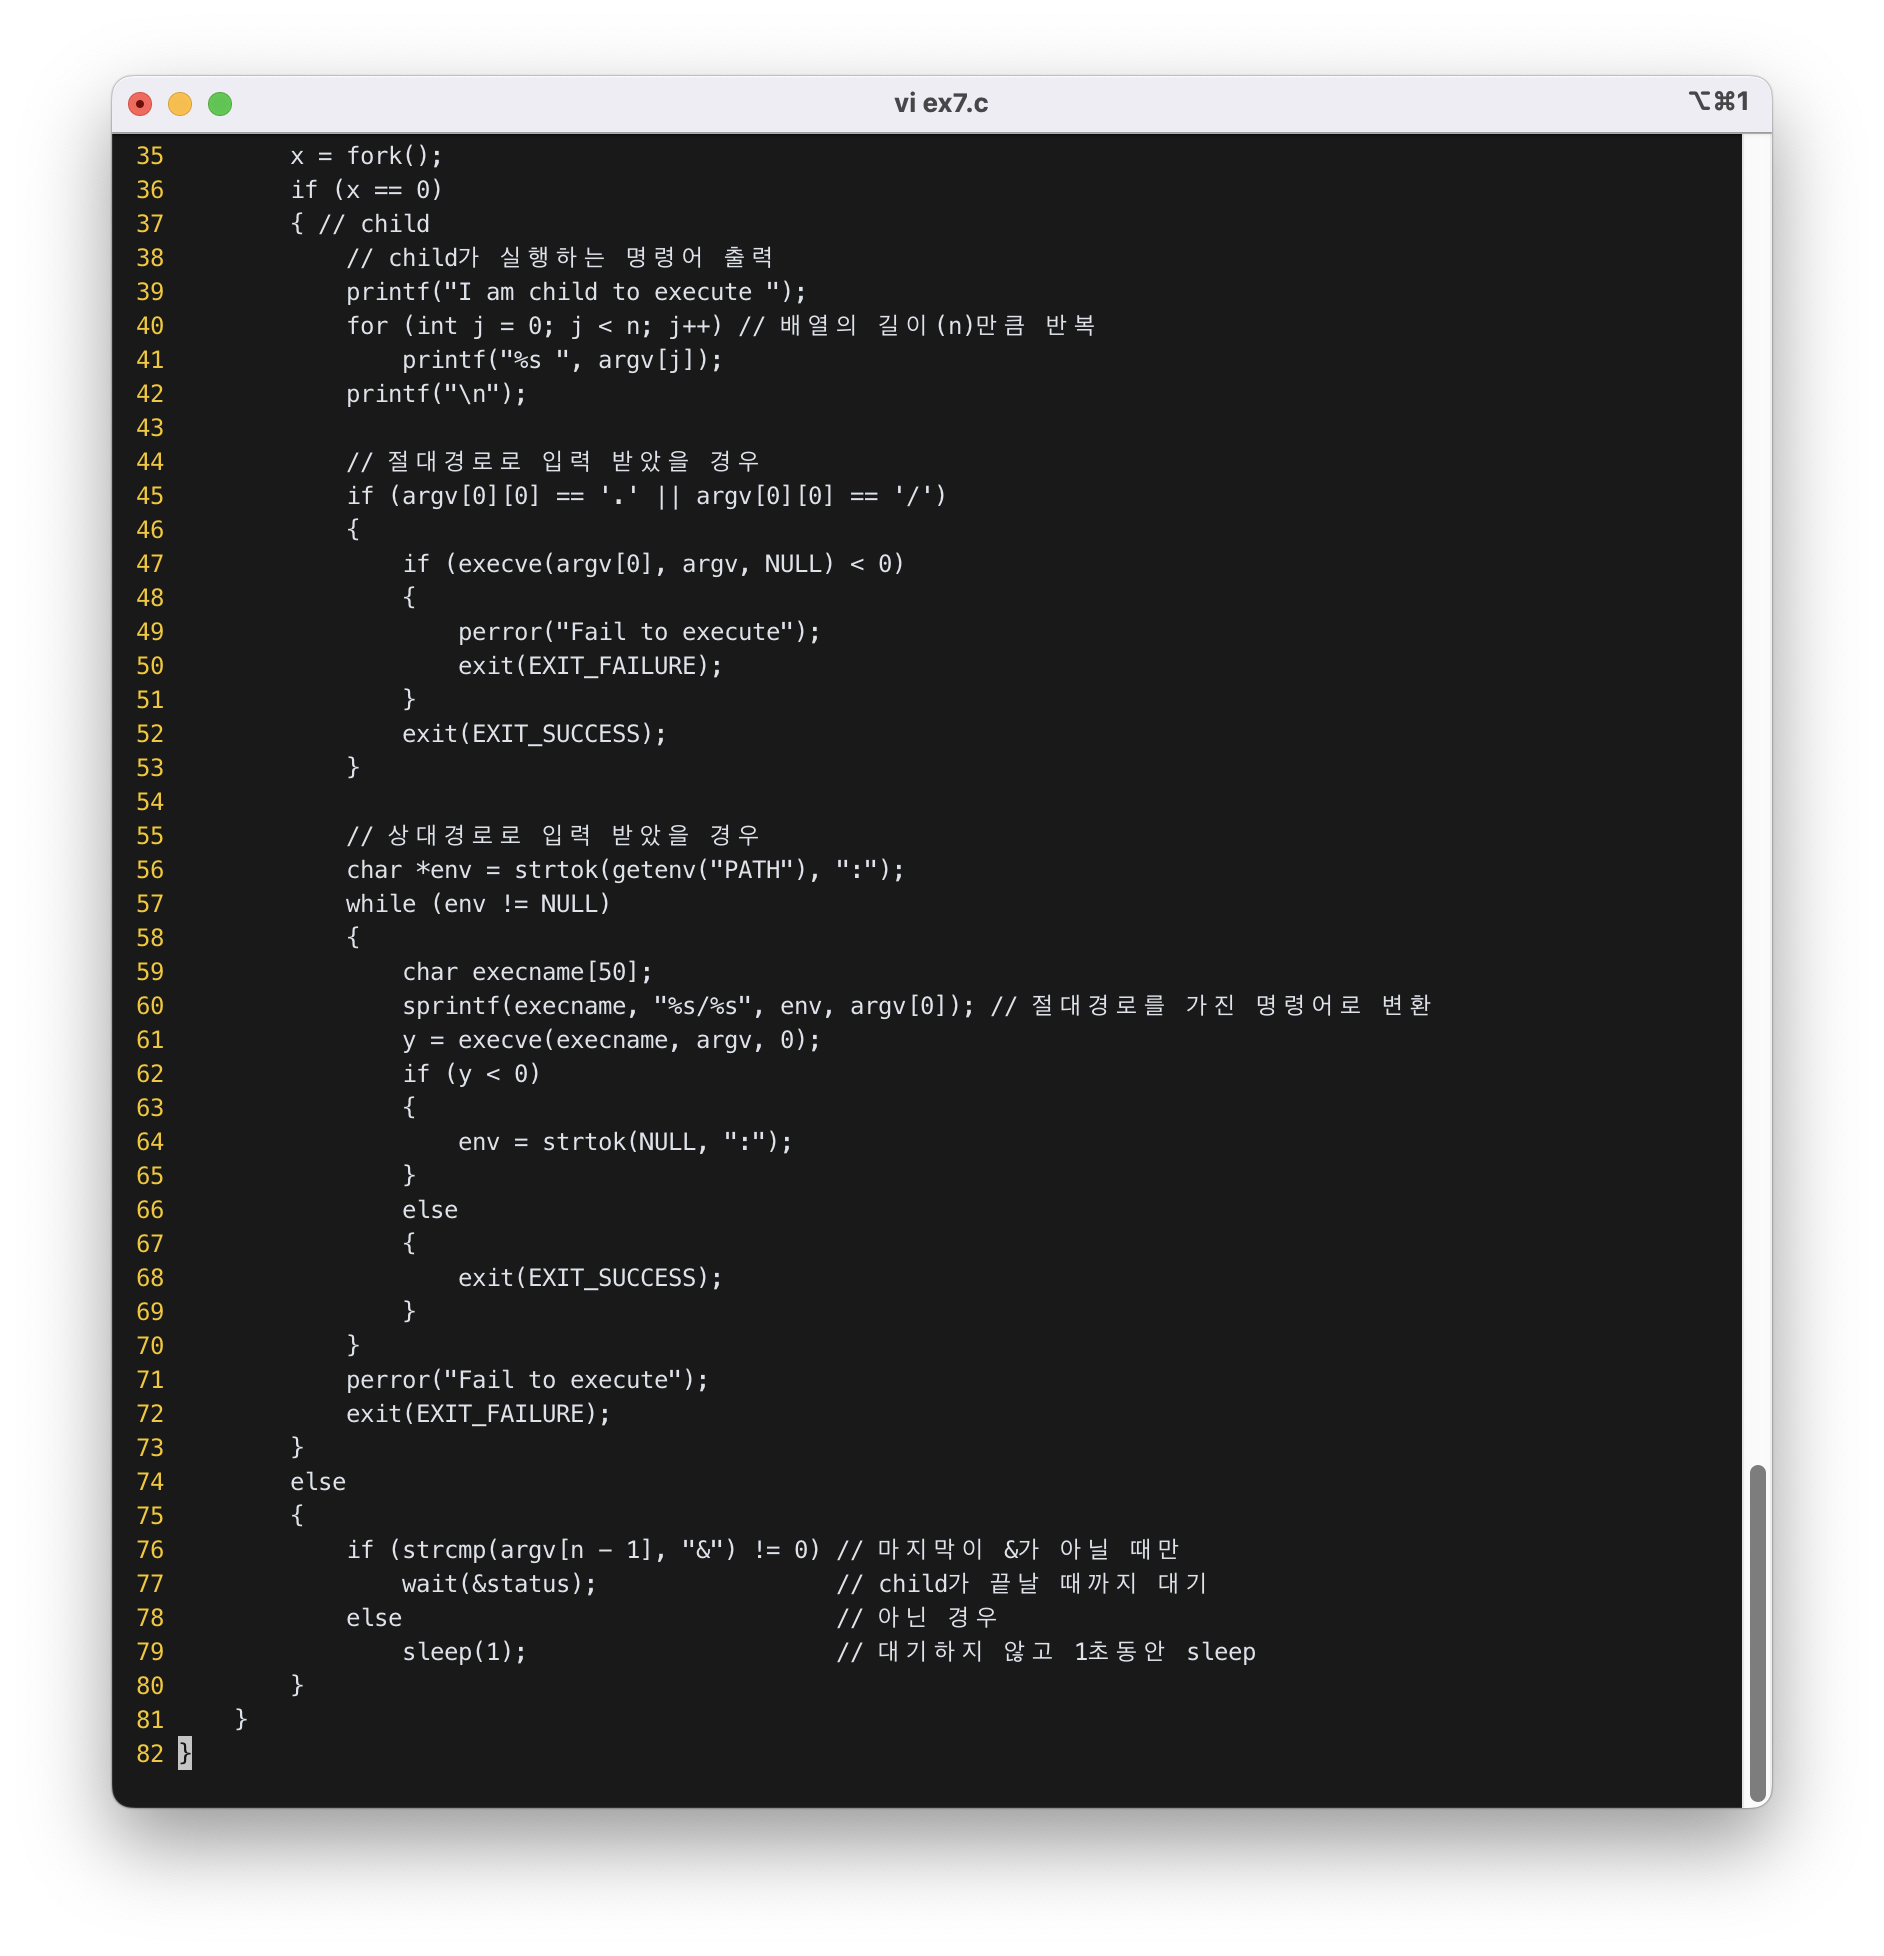 vi ex7.c
⌥⌘1
35         x = fork();
36         if (x == 0)
37         { // child
38             // child가 실행하는 명령어 출력
39             printf("I am child to execute ");
40             for (int j = 0; j < n; j++) // 배열의 길이(n)만큼 반복
41                 printf("%s ", argv[j]);
42             printf("\n");
43
44             // 절대경로로 입력 받았을 경우
45             if (argv[0][0] == '.' || argv[0][0] == '/')
46             {
47                 if (execve(argv[0], argv, NULL) < 0)
48                 {
49                     perror("Fail to execute");
50                     exit(EXIT_FAILURE);
51                 }
52                 exit(EXIT_SUCCESS);
53             }
54
55             // 상대경로로 입력 받았을 경우
56             char *env = strtok(getenv("PATH"), ":");
57             while (env != NULL)
58             {
59                 char execname[50];
60                 sprintf(execname, "%s/%s", env, argv[0]); // 절대경로를 가진 명령어로 변환
61                 y = execve(execname, argv, 0);
62                 if (y < 0)
63                 {
64                     env = strtok(NULL, ":");
65                 }
66                 else
67                 {
68                     exit(EXIT_SUCCESS);
69                 }
70             }
71             perror("Fail to execute");
72             exit(EXIT_FAILURE);
73         }
74         else
75         {
76             if (strcmp(argv[n - 1], "&") != 0) // 마지막이 &가 아닐 때만
77                 wait(&status);                 // child가 끝날 때까지 대기
78             else                               // 아닌 경우
79                 sleep(1);                      // 대기하지 않고 1초동안 sleep
80         }
81     }
82 }